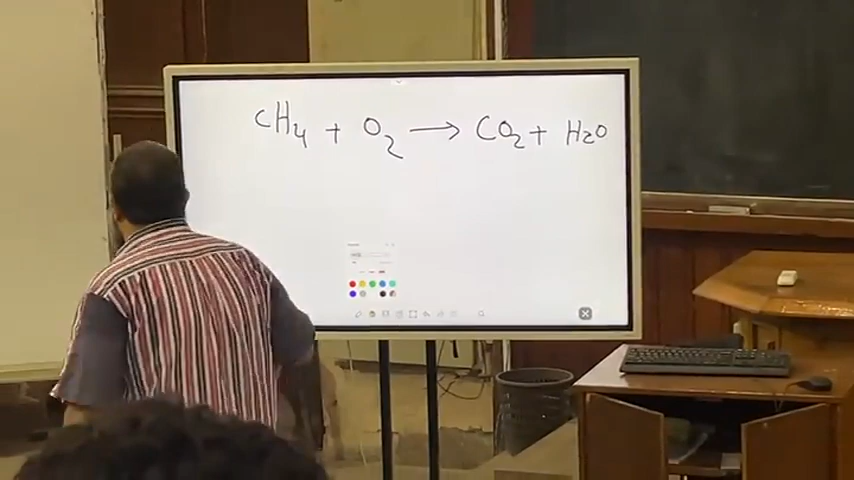 CH4 + O2 → CO2 + H2O